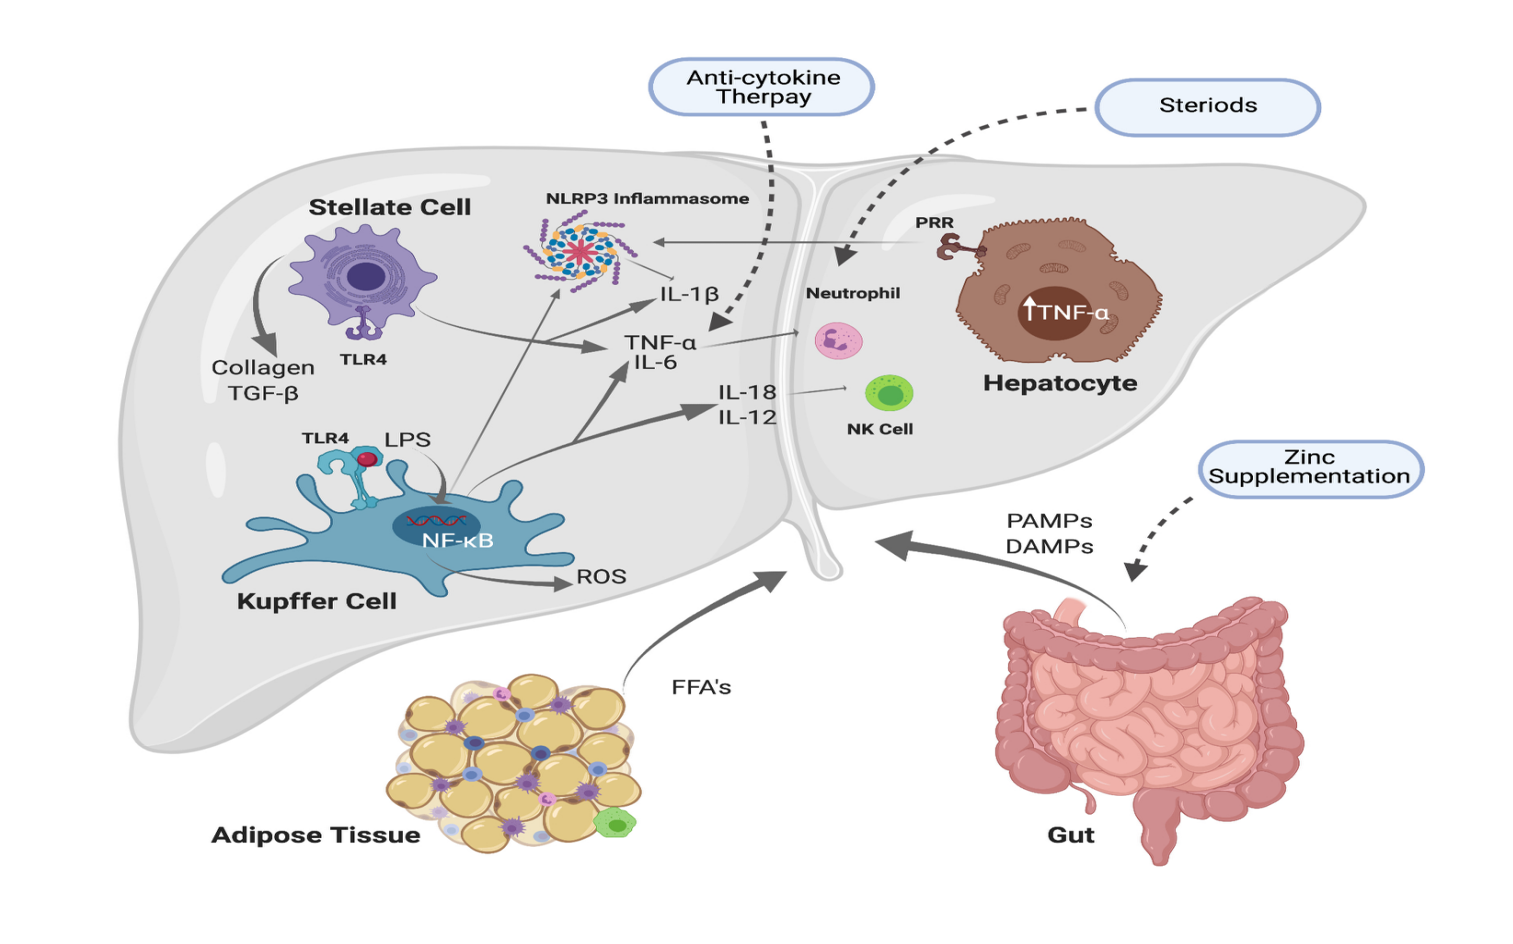 Anti-cytokine
Therpay
Steriods
Stellate Cell
NLRP3 Inflammasome
PRR
IL-1β
Neutrophil
↑TNF-α
TNF-α
IL-6
TLR4
Collagen
TGF-β
Hepatocyte
IL-18
IL-12
NK Cell
TLR4
LPS
Zinc
Supplementation
NF-κB
PAMPs
DAMPs
ROS
Kupffer Cell
FFA's
Adipose Tissue
Gut